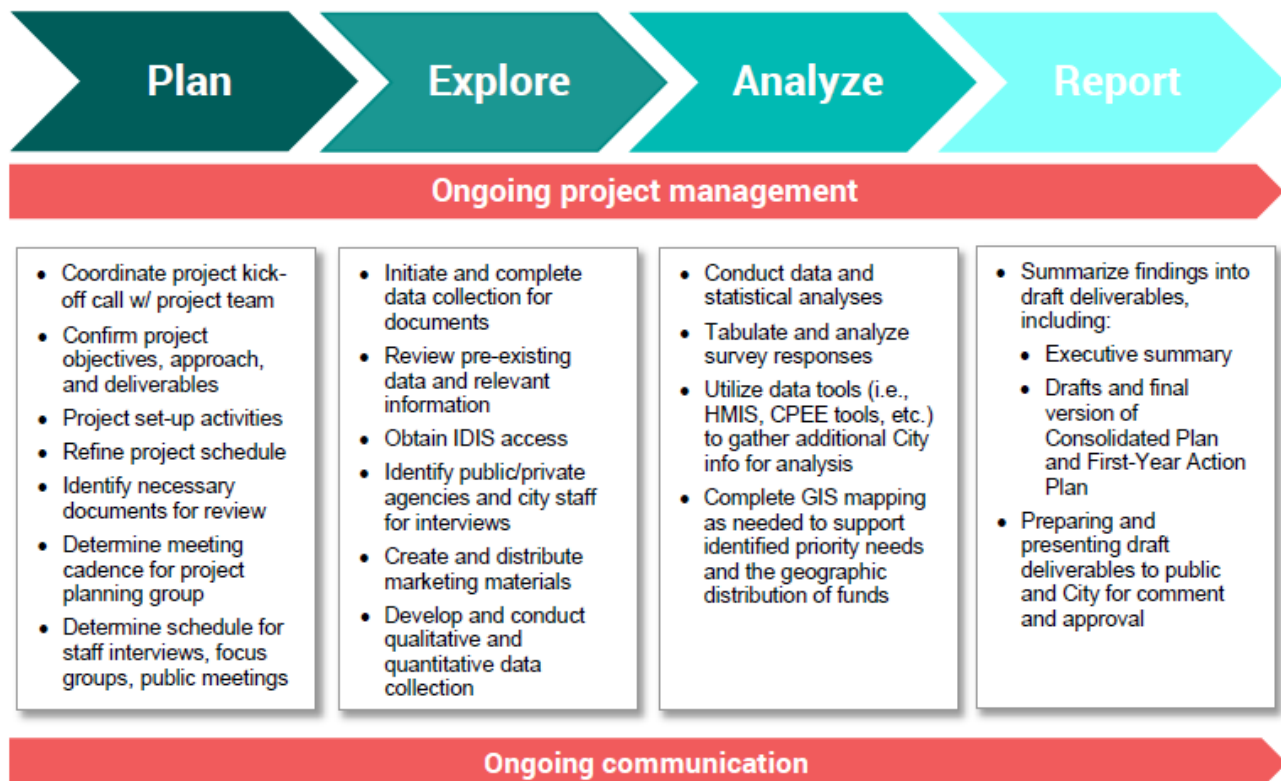 Plan
Explore
Analyze
Report
Ongoing project management
• Coordinate project kick-
off call w/ project team
• Confirm project
objectives, approach,
and deliverables
• Project set-up activities
• Refine project schedule
• Identify necessary
documents for review
• Determine meeting
cadence for project
planning group
• Determine schedule for
staff interviews, focus
groups, public meetings
• Initiate and complete
data collection for
documents
• Review pre-existing
data and relevant
information
• Obtain IDIS access
• Identify public/private
agencies and city staff
for interviews
• Create and distribute
marketing materials
• Develop and conduct
qualitative and
quantitative data
collection
• Conduct data and
statistical analyses
• Tabulate and analyze
survey responses
• Utilize data tools (i.e.,
HMIS, CPEE tools, etc.)
to gather additional City
info for analysis
• Complete GIS mapping
as needed to support
identified priority needs
and the geographic
distribution of funds
• Summarize findings into
draft deliverables,
including:
• Executive summary
• Drafts and final
version of
Consolidated Plan
and First-Year Action
Plan
• Preparing and
presenting draft
deliverables to public
and City for comment
and approval
Ongoing communication